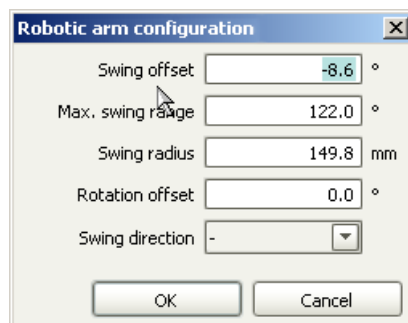 Robotic arm configuration
Swing offset -8.6 °
Max. swing range 122.0 °
Swing radius 149.8 mm
Rotation offset 0.0 °
Swing direction -
OK Cancel